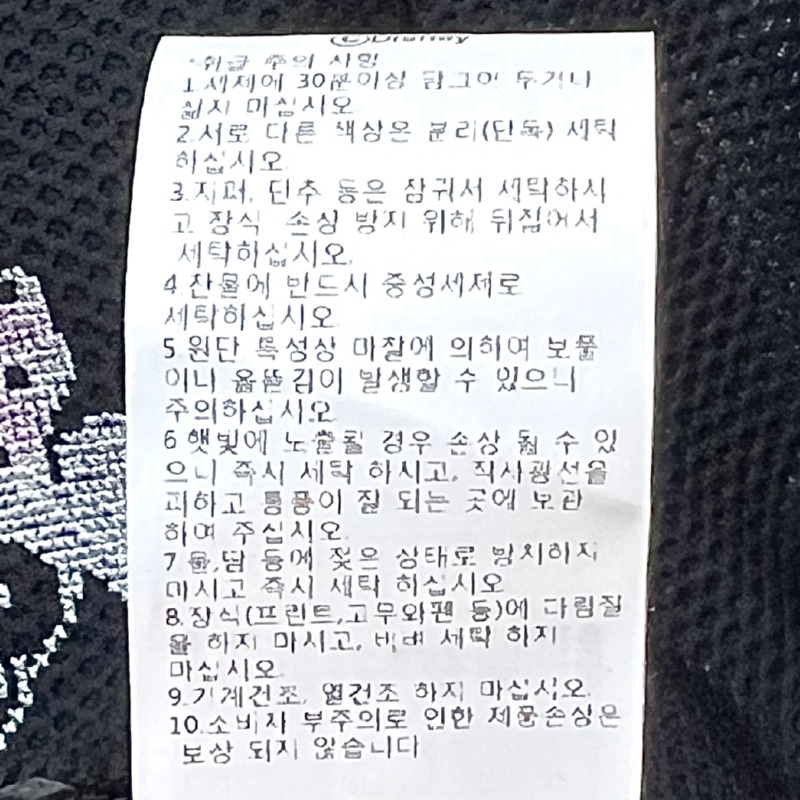 ©Disney
*취급 주의 사항
1.세제에 30분이상 담그어 두거나
삶지 마십시오.
2.서로 다른 색상은 분리(단독) 세탁
하십시오.
3.지퍼, 단추 등은 잠궈서 세탁하시
고 장식 손상 방지 위해 뒤집어서
세탁하십시오.
4.찬물에 반드시 중성세제로
세탁하십시오.
5.원단 특성상 마찰에 의하여 보풀
이나 올뜯김이 발생할 수 있으니
주의하십시오.
6.햇빛에 노출될 경우 손상 될 수 있
으니 즉시 세탁 하시고, 직사광선을
피하고 통풍이 잘 되는 곳에 보관
하여 주십시오.
7.물,땀 등에 젖은 상태로 방치하지
마시고 즉시 세탁 하십시오
8.장식(프린트,고무와펜 등)에 다림질
을 하지 마시고, 비벼 세탁 하지
마십시오.
9.기계건조, 열건조 하지 마십시오.
10.소비자 부주의로 인한 제품손상은
보상 되지 않습니다